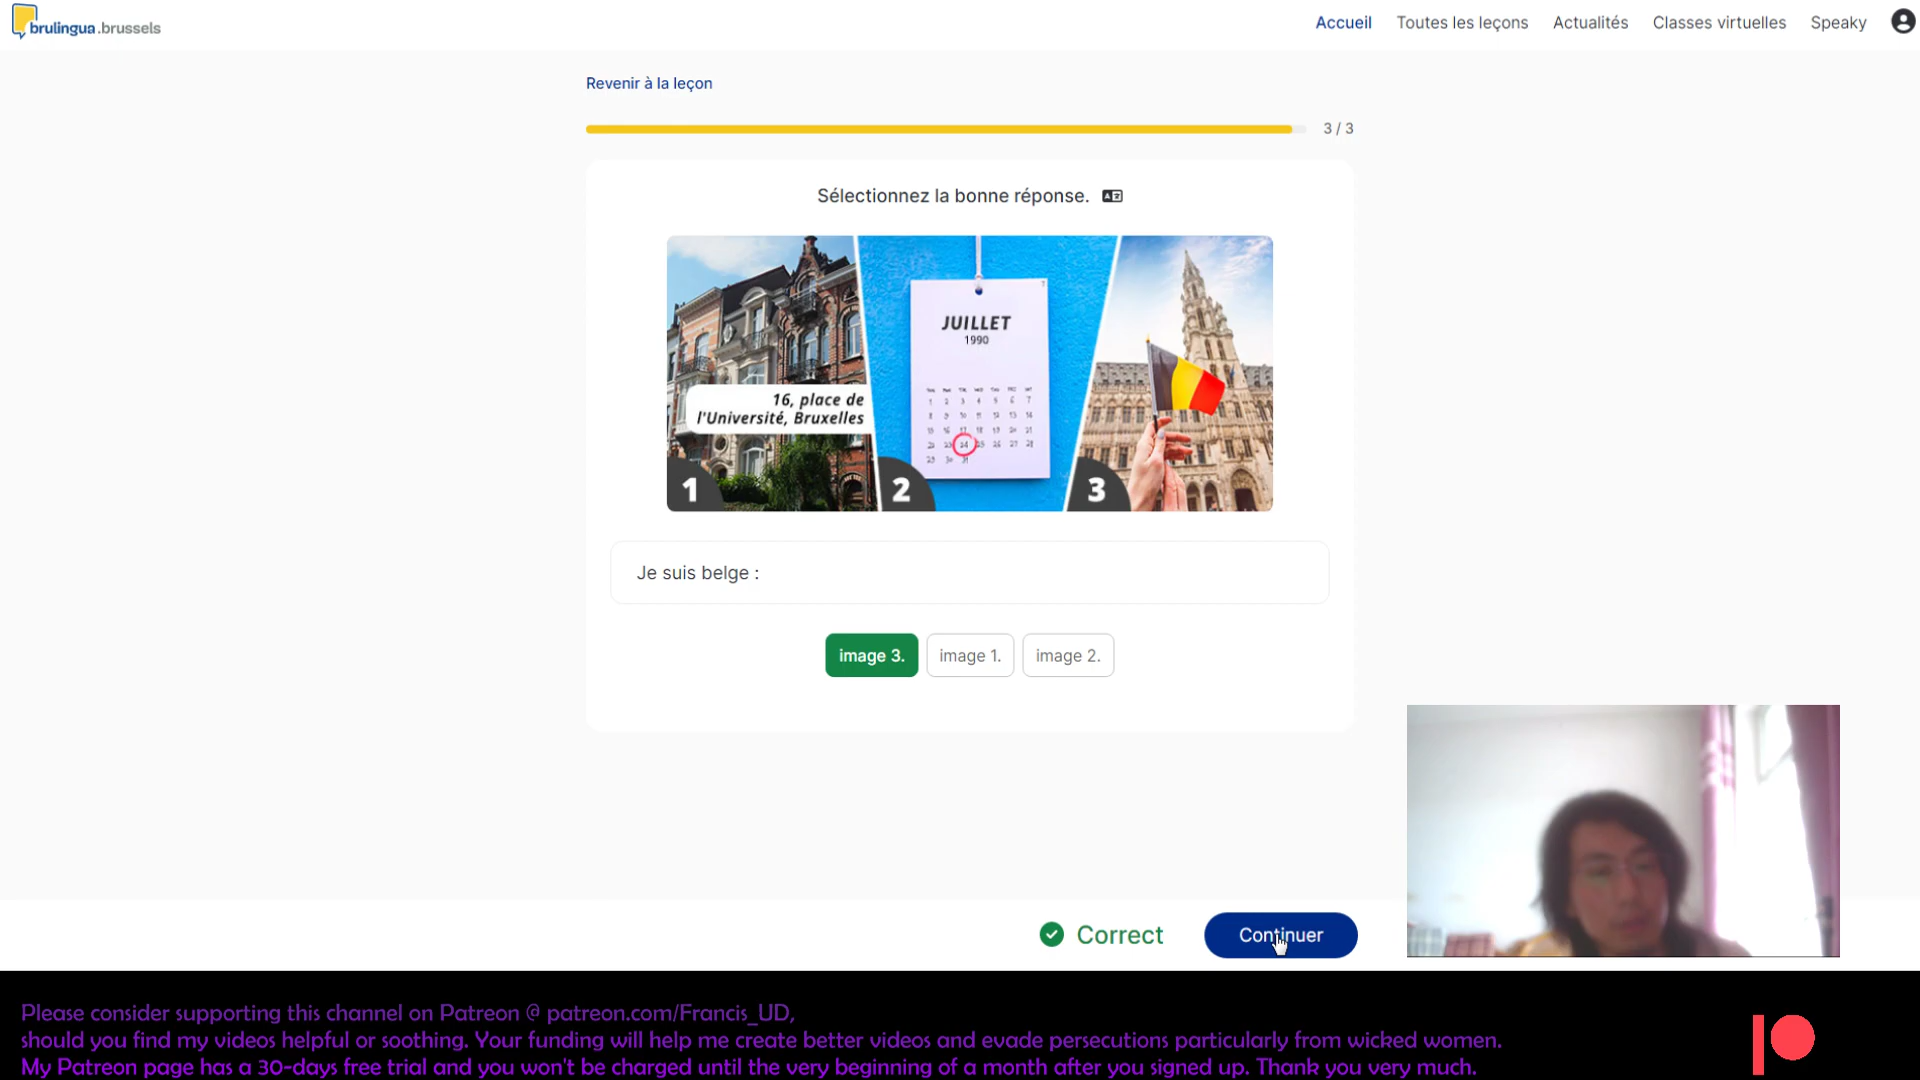 brulingua.brussels
Accueil
Toutes les leçons
Actualités
Classes virtuelles
Speaky
Revenir à la leçon
3 / 3
Sélectionnez la bonne réponse.
16, place de
l'Université, Bruxelles
JUILLET
1990
1
2
3
Je suis belge :
image 3.
image 1.
image 2.
Correct
Continuer
Please consider supporting this channel on Patreon @ patreon.com/Francis_UD,
should you find my videos helpful or soothing. Your funding will help me create better videos and evade persecutions particularly from wicked women.
My Patreon page has a 30-days free trial and you won't be charged until the very beginning of a month after you signed up. Thank you very much.